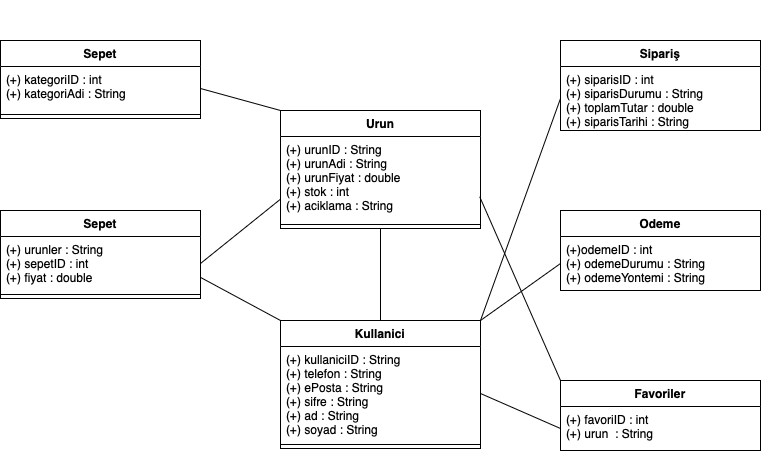 Sepet
(+) kategoriID : int
(+) kategoriAdi : String
Urun
(+) urunID : String
(+) urunAdi : String
(+) urunFiyat : double
(+) stok : int
(+) aciklama : String
Sipariş
(+) siparisID : int
(+) siparisDurumu : String
(+) toplamTutar : double
(+) siparisTarihi : String
Sepet
(+) urunler : String
(+) sepetID : int
(+) fiyat : double
Odeme
(+)odemeID : int
(+) odemeDurumu : String
(+) odemeYontemi : String
Kullanici
(+) kullaniciID : String
(+) telefon : String
(+) ePosta : String
(+) sifre : String
(+) ad : String
(+) soyad : String
Favoriler
(+) favoriID : int
(+) urun  : String